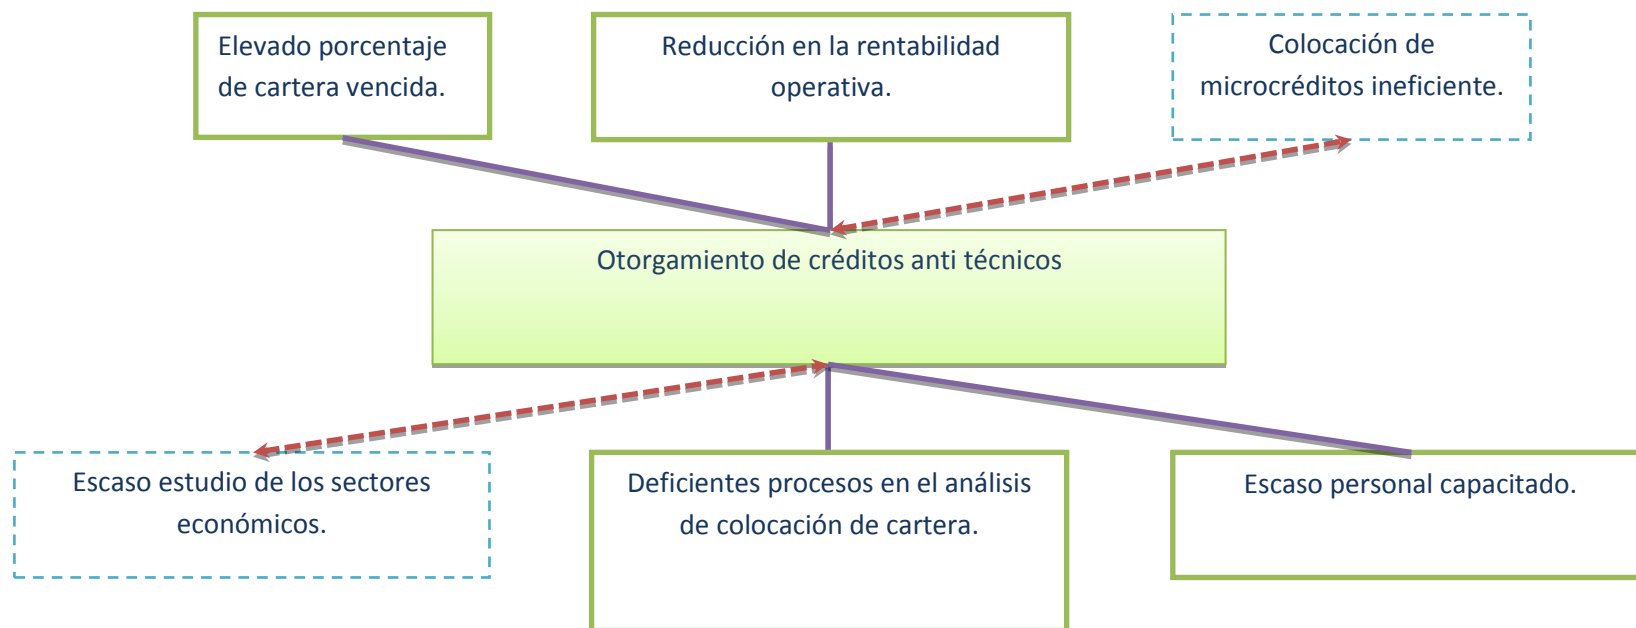 Elevado porcentaje
de cartera vencida.
Reducción en la rentabilidad
operativa.
Colocación de
microcréditos ineficiente.
Otorgamiento de créditos anti técnicos
Escaso estudio de los sectores
económicos.
Deficientes procesos en el análisis
de colocación de cartera.
Escaso personal capacitado.